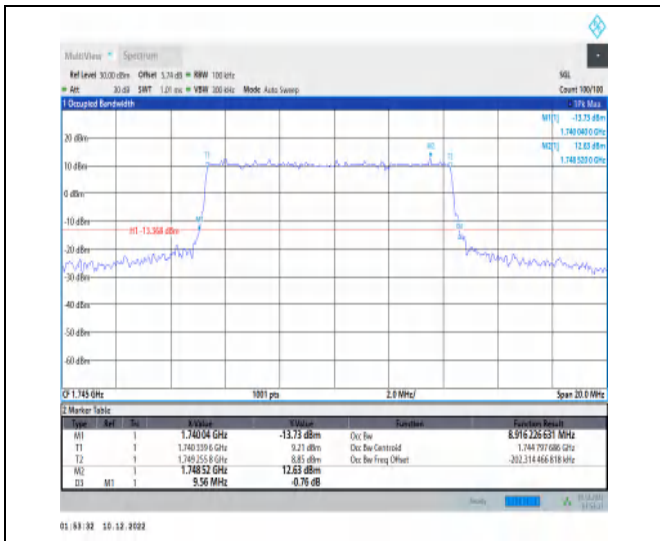 MultiView Spectrum
Ref Level 30.00 dBm Offset 5.74 dB RBW 100 kHz SGL
Att 30 dB SWT 1.01 ms VBW 300 kHz Mode Auto Sweep Count 100/100
1 Occupied Bandwidth 1Pk Max
M1[1] -13.73 dBm
1.740 040 0 GHz
M2[1] 12.63 dBm
1.748 520 0 GHz
20 dBm
10 dBm
0 dBm
-10 dBm
-20 dBm
-30 dBm
-40 dBm
-50 dBm
-60 dBm
T1
M2
T2
M1
H1 -13.368 dBm
D3
CF 1.745 GHz 1001 pts 2.0 MHz/ Span 20.0 MHz
2 Marker Table
Type Ref Trc X-Value Y-Value Function Function Result
M1 1 1.74004 GHz -13.73 dBm Occ Bw 8.916 226 631 MHz
T1 1 1.740 339 6 GHz 9.21 dBm Occ Bw Centroid 1.744 797 686 GHz
T2 1 1.749 255 8 GHz 8.85 dBm Occ Bw Freq Offset -202.314 466 818 kHz
M2 1 1.74852 GHz 12.63 dBm
D3 M1 1 9.56 MHz -0.76 dB
Ready
01:53:32 10.12.2022